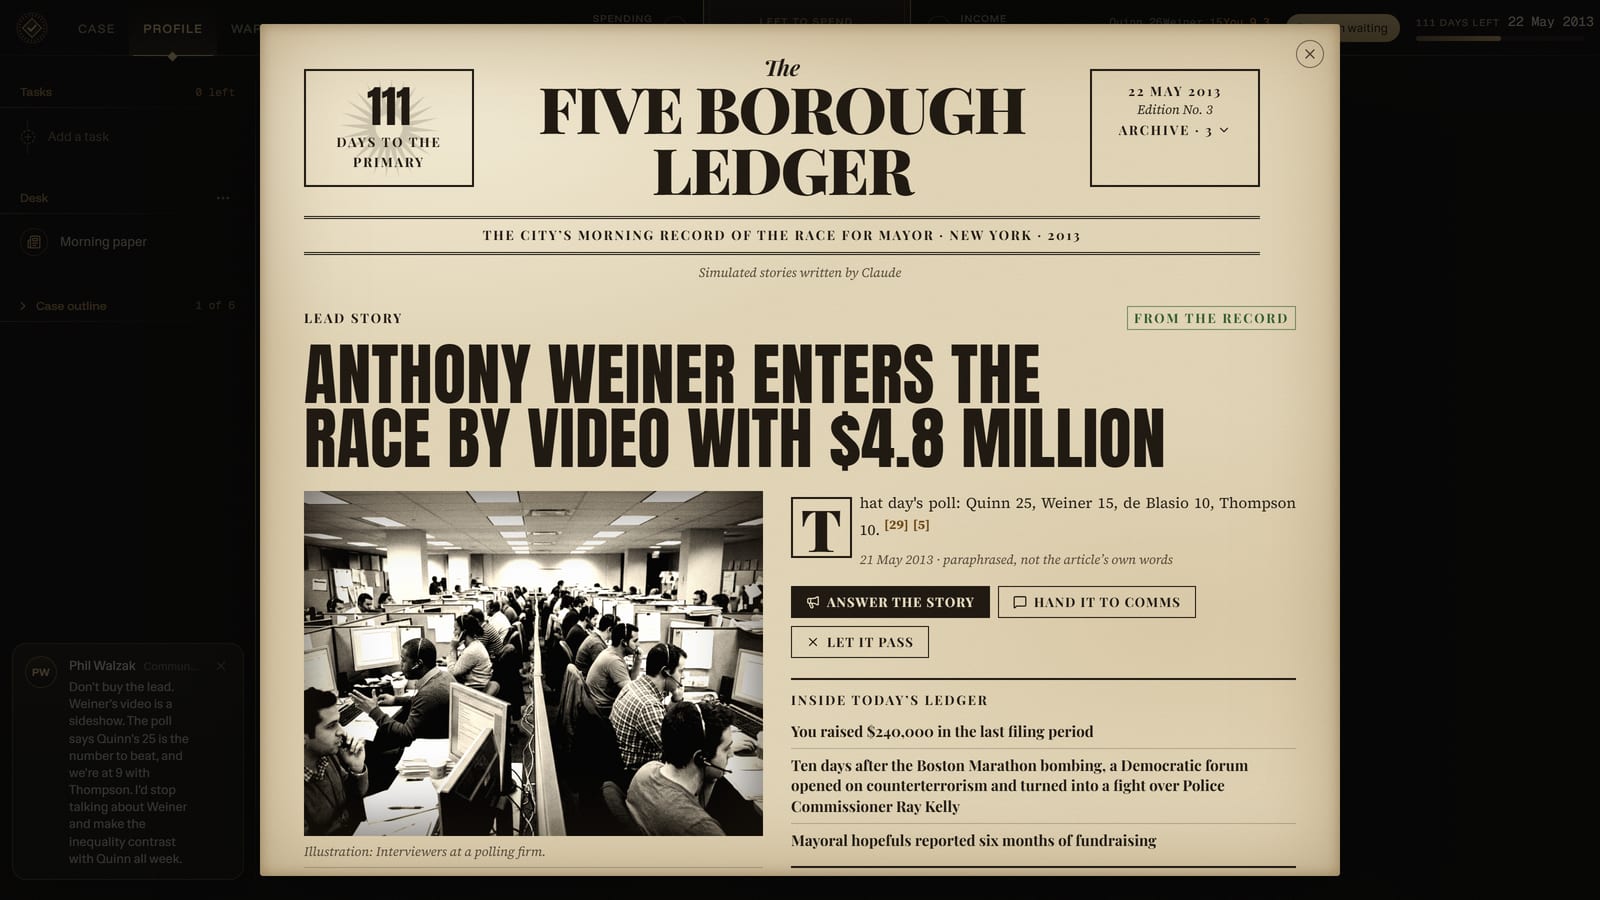 CASE
PROFILE
SPENDING
LEFT TO SPEND
INCOME
Quinn 26
Weiner 15
You 9.3
waiting
111 DAYS LEFT
22 May 2013
Tasks
0 left
Add a task
Desk
Morning paper
Case outline
1 of 6
PW
Phil Walzak Commun...
Don't buy the lead.
Weiner's video is a
sideshow. The poll
says Quinn's 25 is the
number to beat, and
we're at 9 with
Thompson. I'd stop
talking about Weiner
and make the
inequality contrast
with Quinn all week.
111
DAYS TO THE
PRIMARY
The
FIVE BOROUGH
LEDGER
22 MAY 2013
Edition No. 3
ARCHIVE · 3
THE CITY’S MORNING RECORD OF THE RACE FOR MAYOR · NEW YORK · 2013
Simulated stories written by Claude
LEAD STORY
FROM THE RECORD
ANTHONY WEINER ENTERS THE
RACE BY VIDEO WITH $4.8 MILLION
That day's poll: Quinn 25, Weiner 15, de Blasio 10, Thompson
10. [29] [5]
21 May 2013 · paraphrased, not the article’s own words
ANSWER THE STORY
HAND IT TO COMMS
LET IT PASS
Illustration: Interviewers at a polling firm.
INSIDE TODAY’S LEDGER
You raised $240,000 in the last filing period
Ten days after the Boston Marathon bombing, a Democratic forum
opened on counterterrorism and turned into a fight over Police
Commissioner Ray Kelly
Mayoral hopefuls reported six months of fundraising